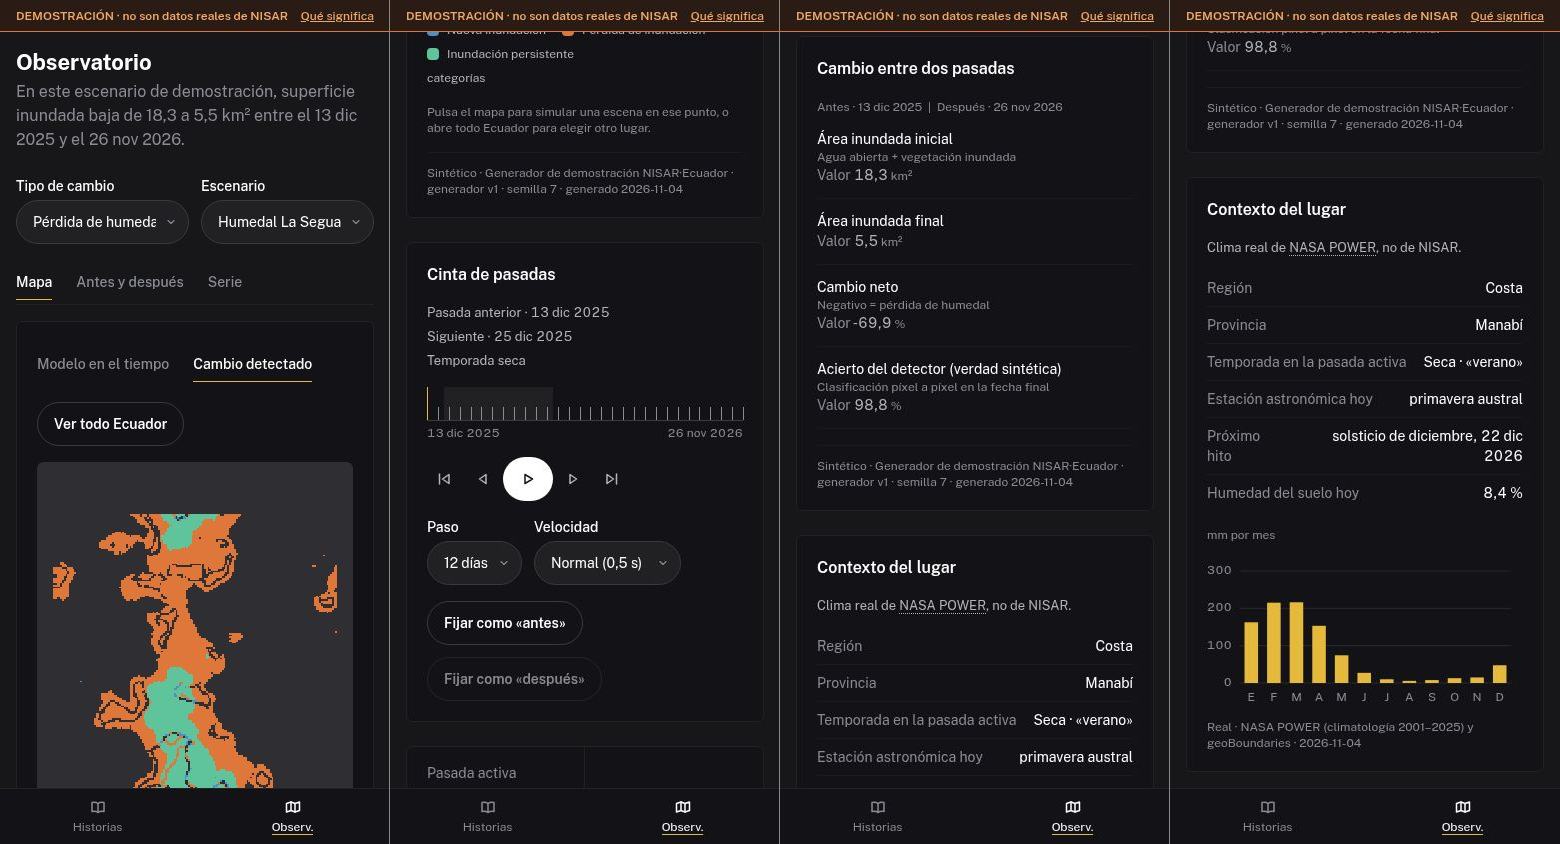 DEMOSTRACIÓN · no son datos reales de NISAR Qué significa
Observatorio
En este escenario de demostración, superficie
inundada baja de 18,3 a 5,5 km² entre el 13 dic
2025 y el 26 nov 2026.
Tipo de cambio Escenario
Pérdida de humeda Humedal La Segua
Mapa Antes y después Serie
Modelo en el tiempo Cambio detectado
Ver todo Ecuador
Historias Observ.
DEMOSTRACIÓN · no son datos reales de NISAR Qué significa
Nueva inundación Pérdida de inundación
Inundación persistente
categorías
Pulsa el mapa para simular una escena en ese punto, o
abre todo Ecuador para elegir otro lugar.
Sintético · Generador de demostración NISAR-Ecuador ·
generador v1 · semilla 7 · generado 2026-11-04
Cinta de pasadas
Pasada anterior · 13 dic 2025
Siguiente · 25 dic 2025
Temporada seca
13 dic 2025 26 nov 2026
Paso Velocidad
12 días Normal (0,5 s)
Fijar como «antes»
Fijar como «después»
Pasada activa
Historias Observ.
DEMOSTRACIÓN · no son datos reales de NISAR Qué significa
Cambio entre dos pasadas
Antes · 13 dic 2025 | Después · 26 nov 2026
Área inundada inicial
Agua abierta + vegetación inundada
Valor 18,3 km²
Área inundada final
Valor 5,5 km²
Cambio neto
Negativo = pérdida de humedal
Valor -69,9 %
Acierto del detector (verdad sintética)
Clasificación píxel a píxel en la fecha final
Valor 98,8 %
Sintético · Generador de demostración NISAR-Ecuador ·
generador v1 · semilla 7 · generado 2026-11-04
Contexto del lugar
Clima real de NASA POWER, no de NISAR.
Región Costa
Provincia Manabí
Temporada en la pasada activa Seca · «verano»
Estación astronómica hoy primavera austral
Historias Observ.
DEMOSTRACIÓN · no son datos reales de NISAR Qué significa
Clasificación píxel a píxel en la fecha final
Valor 98,8 %
Sintético · Generador de demostración NISAR-Ecuador ·
generador v1 · semilla 7 · generado 2026-11-04
Contexto del lugar
Clima real de NASA POWER, no de NISAR.
Región Costa
Provincia Manabí
Temporada en la pasada activa Seca · «verano»
Estación astronómica hoy primavera austral
Próximo hito solsticio de diciembre, 22 dic 2026
Humedad del suelo hoy 8,4 %
mm por mes
300
200
100
0
E F M A M J J A S O N D
Real · NASA POWER (climatología 2001–2025) y
geoBoundaries · 2026-11-04
Historias Observ.